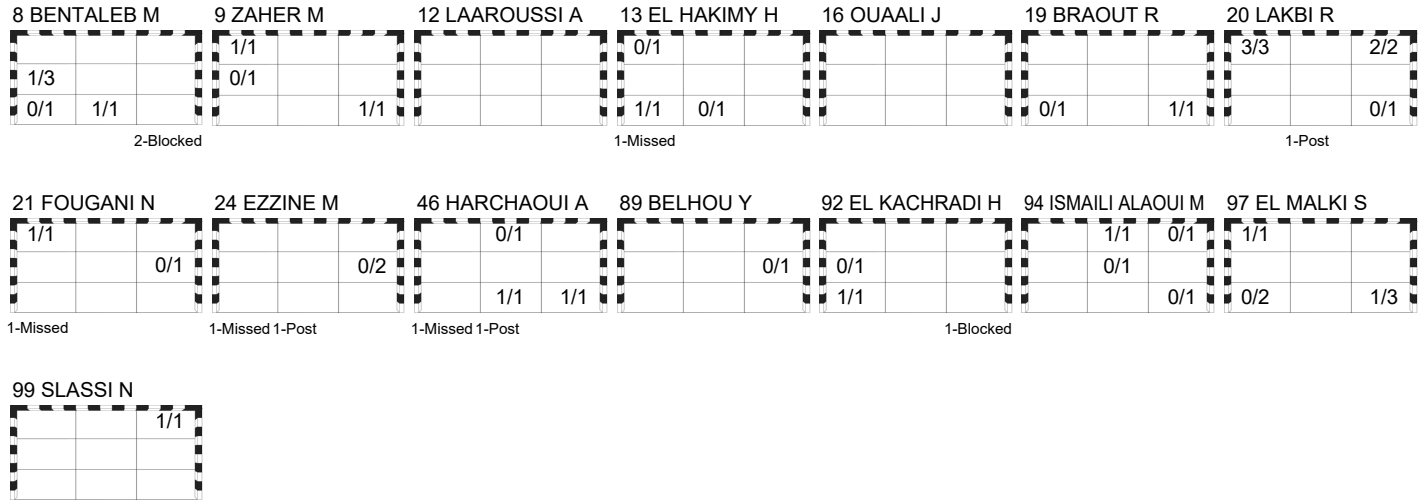 8 BENTALEB M 9 ZAHER M 12 LAAROUSSI A 13 EL HAKIMY H 16 OUAALI J 19 BRAOUT R 20 LAKBI R
1/1 0/1 3/3 2/2
1/3 0/1
0/1 1/1 1/1 1/1 0/1 0/1 1/1 0/1
2-Blocked 1-Missed 1-Post
21 FOUGANI N 24 EZZINE M 46 HARCHAOUI A 89 BELHOU Y 92 EL KACHRADI H 94 ISMAILI ALAOUI M 97 EL MALKI S
1/1 0/1 1/1 0/1 1/1
0/1 0/2 0/1 0/1 0/1
1/1 1/1 1/1 0/1 0/2 1/3
1-Missed 1-Missed 1-Post 1-Missed 1-Post 1-Blocked
99 SLASSI N
1/1